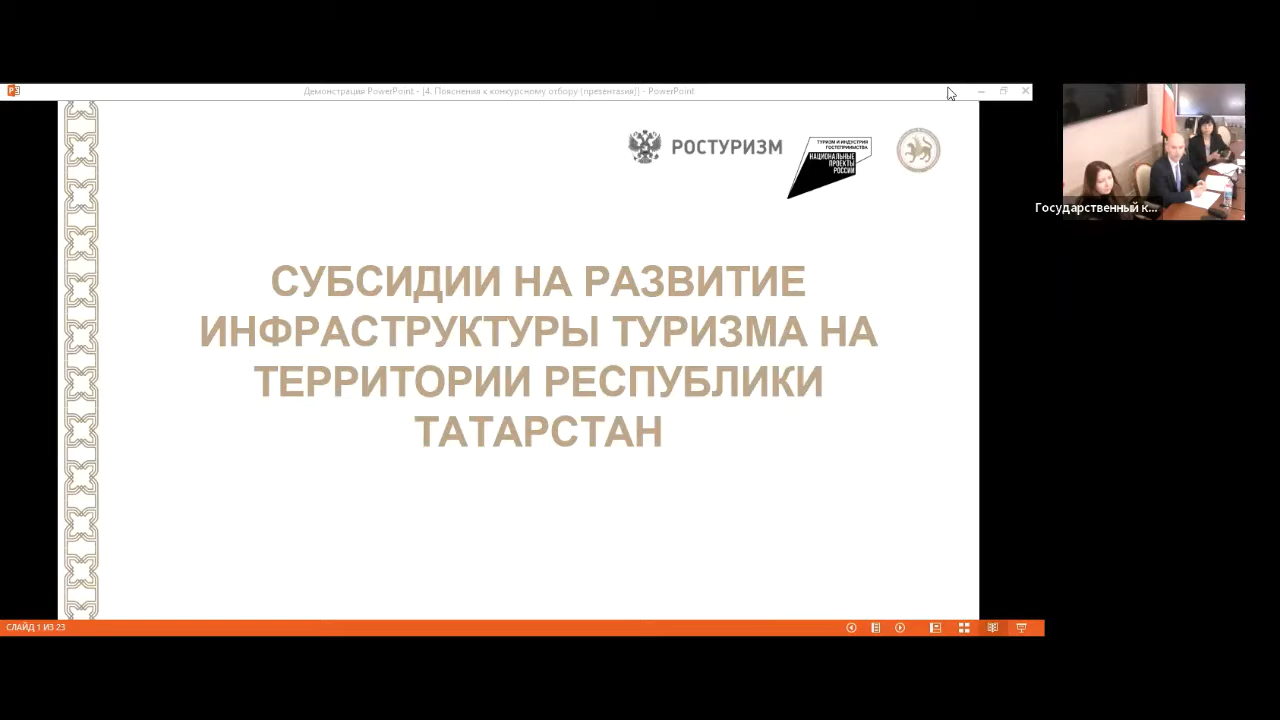 Демонстрация PowerPoint - [4. Пояснения к конкурсному отбору (презентазия)] - PowerPoint
РОСТУРИЗМ
ТУРИЗМ И ИНДУСТРИЯ
ГОСТЕПРИИМСТВА
НАЦИОНАЛЬНЫЕ
ПРОЕКТЫ
РОССИИ
Государственный к...
СУБСИДИИ НА РАЗВИТИЕ
ИНФРАСТРУКТУРЫ ТУРИЗМА НА
ТЕРРИТОРИИ РЕСПУБЛИКИ
ТАТАРСТАН
СЛАЙД 1 ИЗ 23